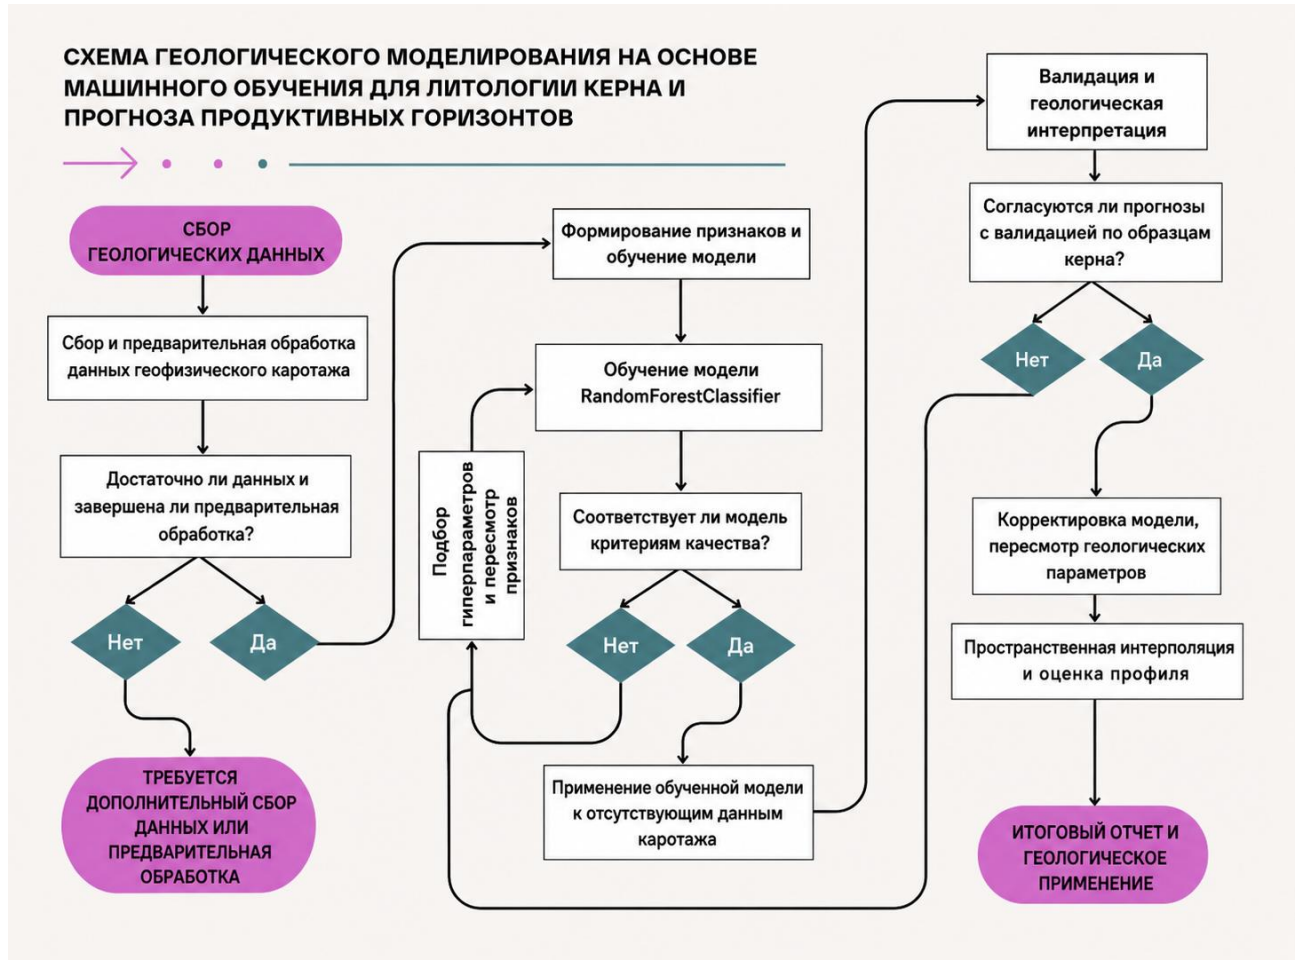 СХЕМА ГЕОЛОГИЧЕСКОГО МОДЕЛИРОВАНИЯ НА ОСНОВЕ
МАШИННОГО ОБУЧЕНИЯ ДЛЯ ЛИТОЛОГИИ КЕРНА И
ПРОГНОЗА ПРОДУКТИВНЫХ ГОРИЗОНТОВ
СБОР
ГЕОЛОГИЧЕСКИХ ДАННЫХ
Сбор и предварительная обработка
данных геофизического каротажа
Достаточно ли данных и
завершена ли предварительная
обработка?
Нет
Да
ТРЕБУЕТСЯ
ДОПОЛНИТЕЛЬНЫЙ СБОР
ДАННЫХ ИЛИ
ПРЕДВАРИТЕЛЬНАЯ
ОБРАБОТКА
Формирование признаков и
обучение модели
Обучение модели
RandomForestClassifier
Подбор
гиперпараметров
и пересмотр
признаков
Соответствует ли модель
критериям качества?
Нет
Да
Применение обученной модели
к отсутствующим данным
каротажа
Валидация и
геологическая
интерпретация
Согласуются ли прогнозы
с валидацией по образцам
керна?
Нет
Да
Корректировка модели,
пересмотр геологических
параметров
Пространственная интерполяция
и оценка профиля
ИТОГОВЫЙ ОТЧЕТ И
ГЕОЛОГИЧЕСКОЕ
ПРИМЕНЕНИЕ